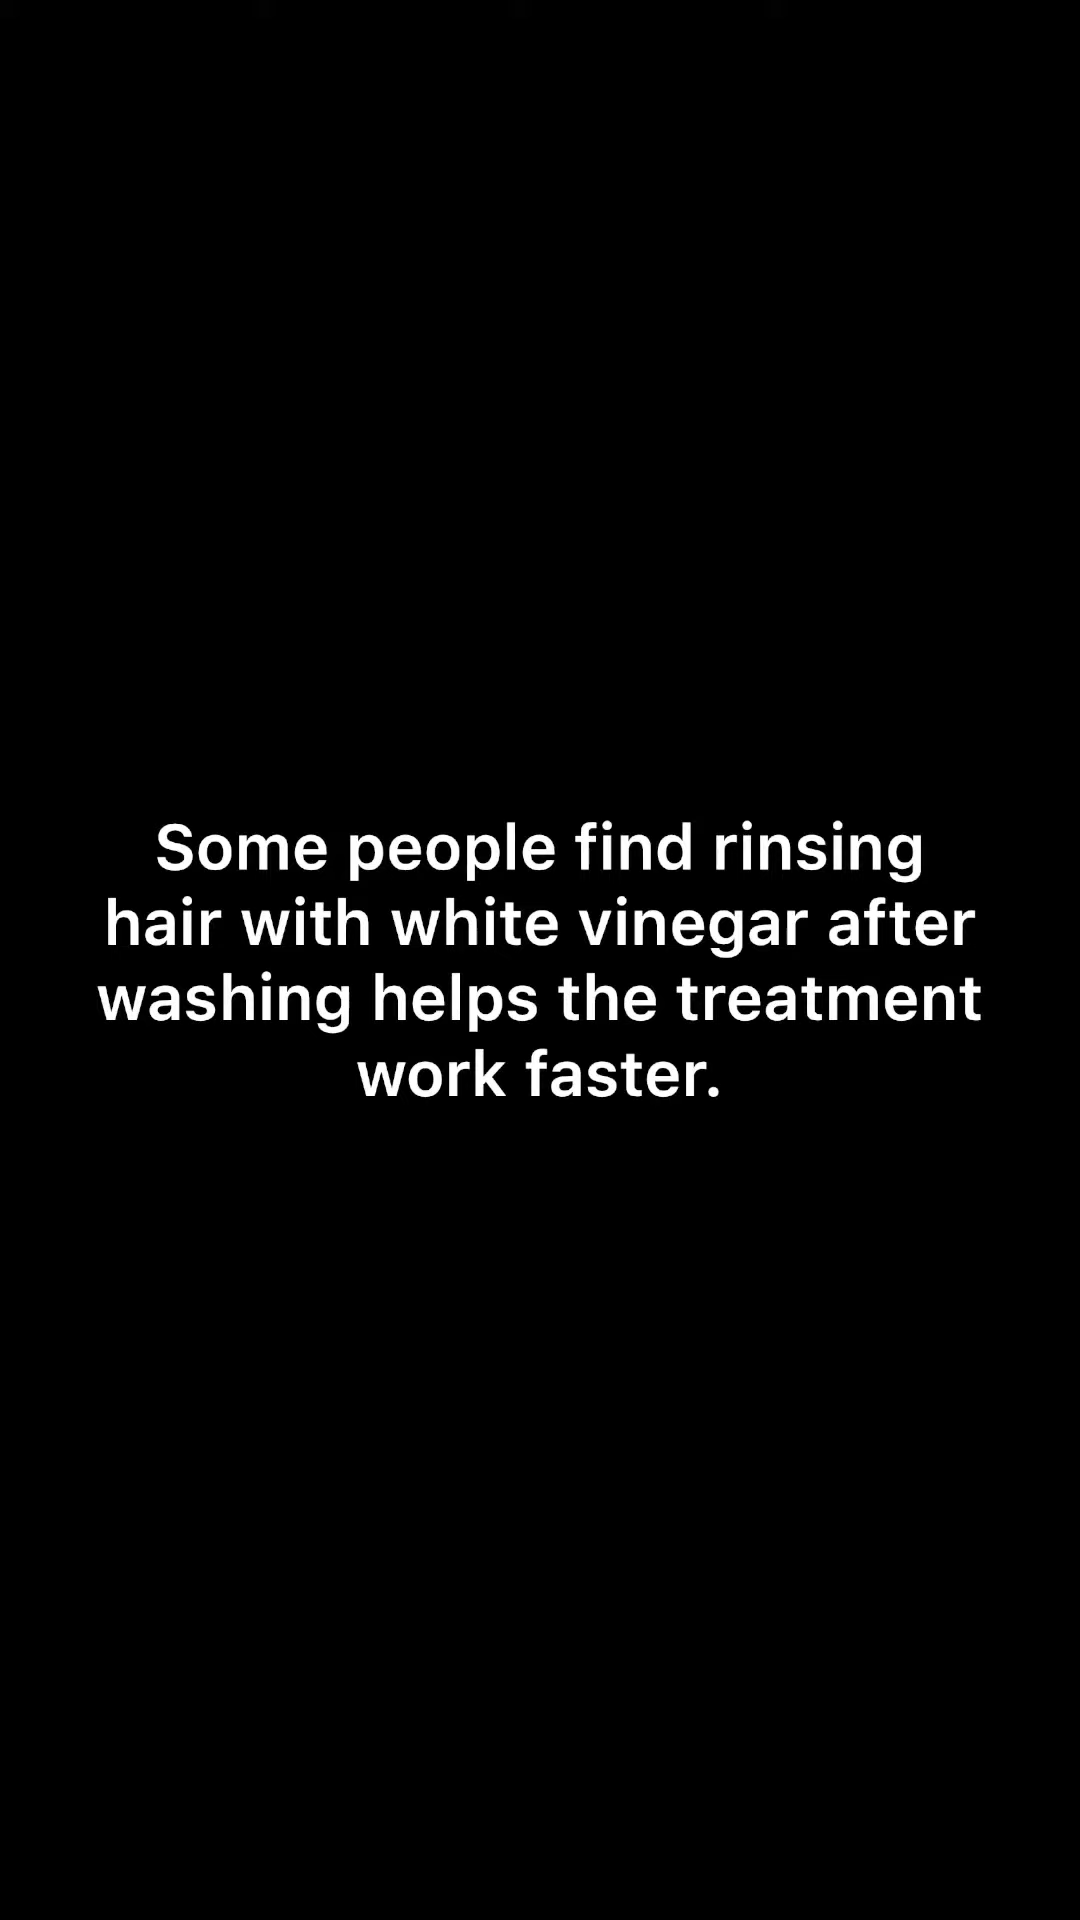 Some people find rinsing
hair with white vinegar after
washing helps the treatment
work faster.